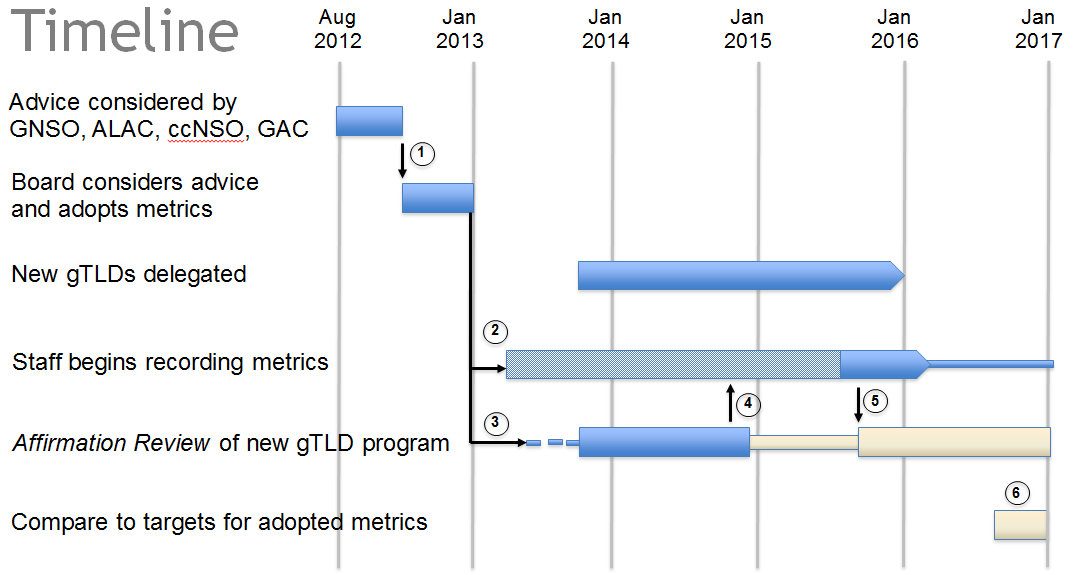 Timeline
Aug Jan Jan Jan Jan Jan
2012 2013 2014 2015 2016 2017
Advice considered by
GNSO, ALAC, ccNSO, GAC
1
Board considers advice
and adopts metrics
New gTLDs delegated
2
Staff begins recording metrics
3
4
5
Affirmation Review of new gTLD program
6
Compare to targets for adopted metrics